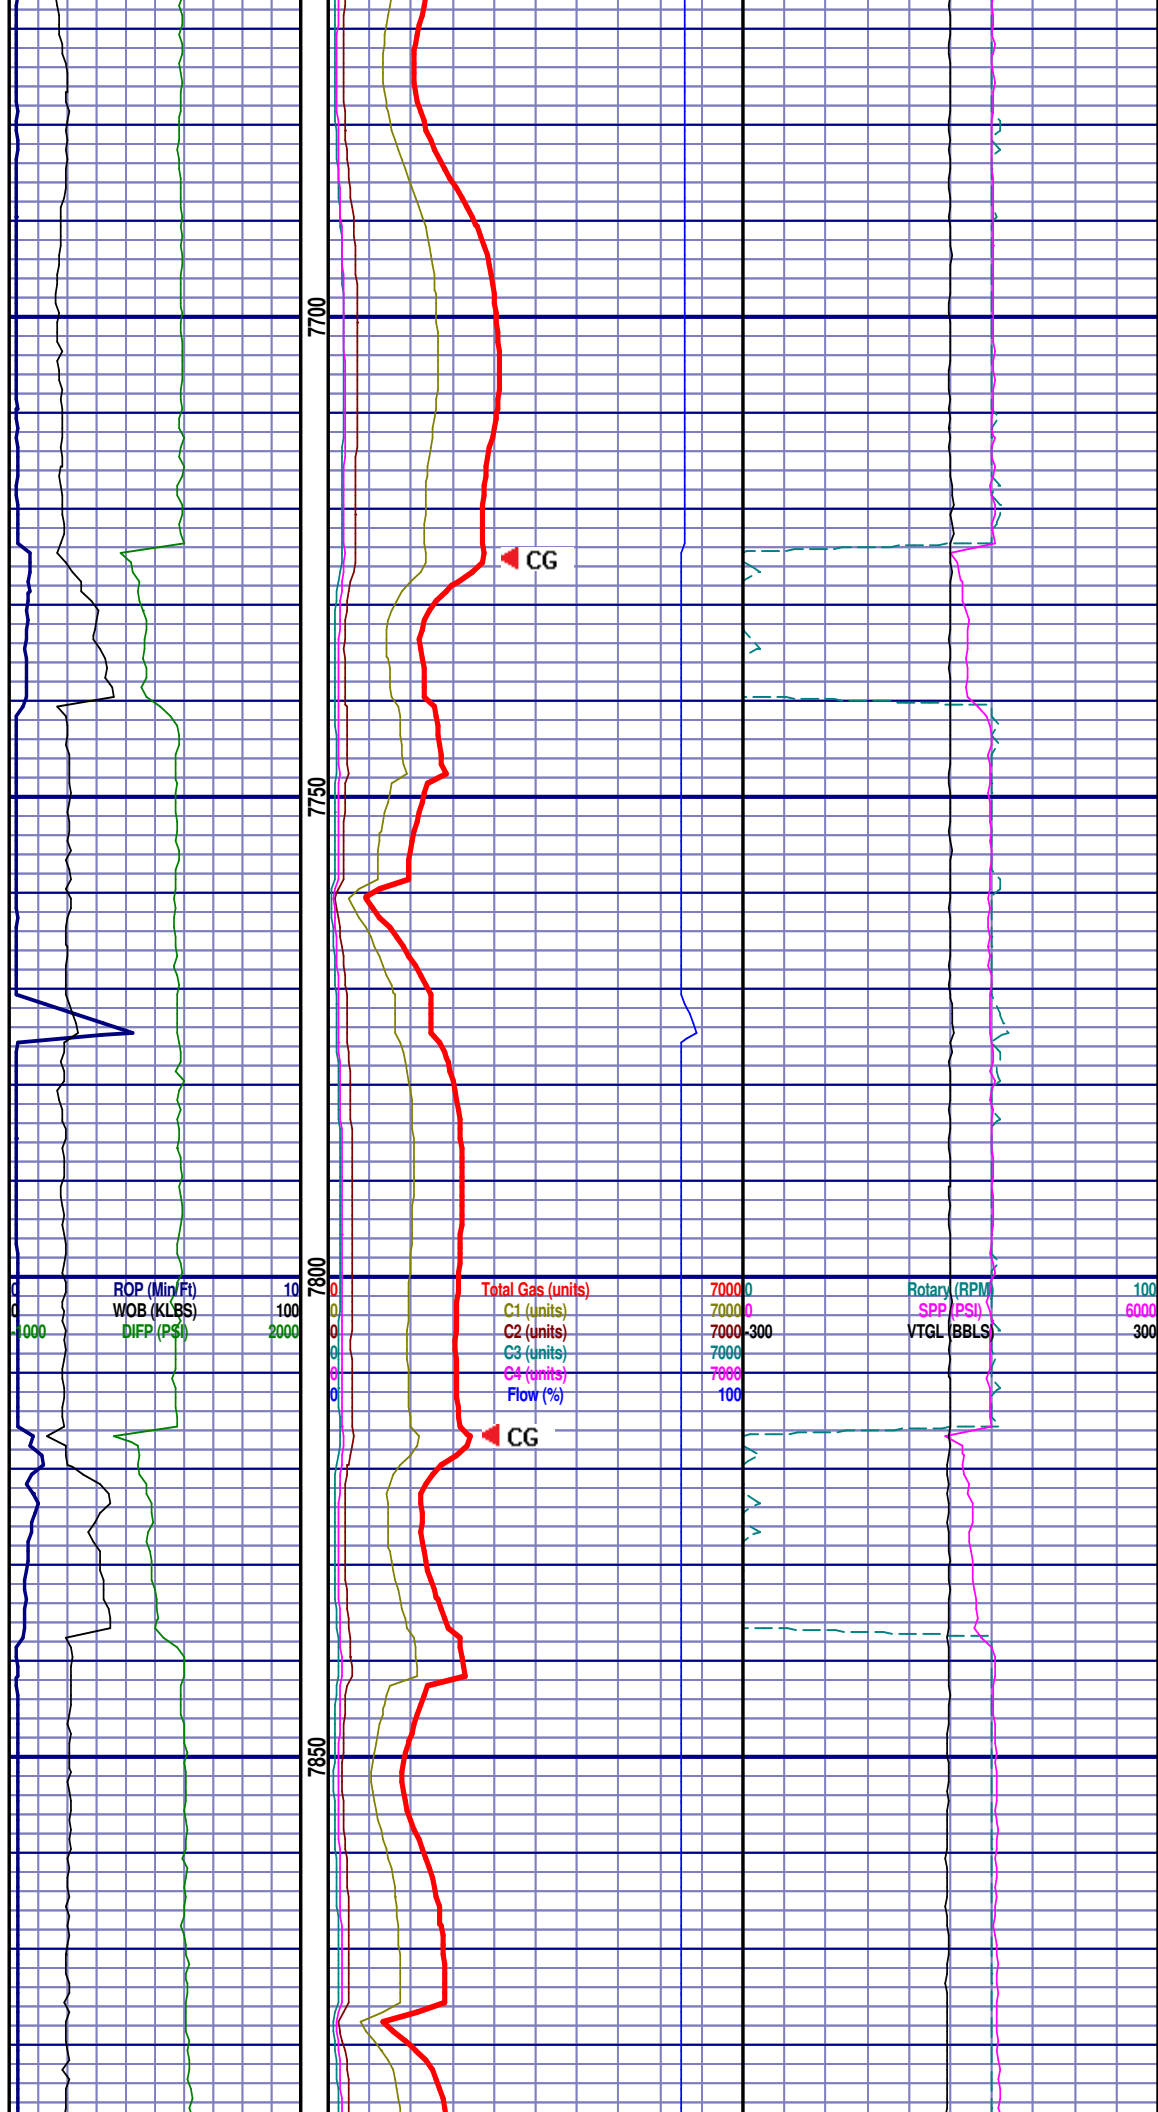 7700
CG
7750
7800
0 ROP (Min/Ft) 10 0 Total Gas (units) 7000 0 Rotary (RPM) 100
0 WOB (KLBS) 100 0 C1 (units) 7000 0 SPP (PSI) 6000
-1000 DIFP (PSI) 2000 0 C2 (units) 7000 -300 VTGL (BBLS) 300
0 C3 (units) 7000
0 C4 (units) 7000
0 Flow (%) 100
CG
7850